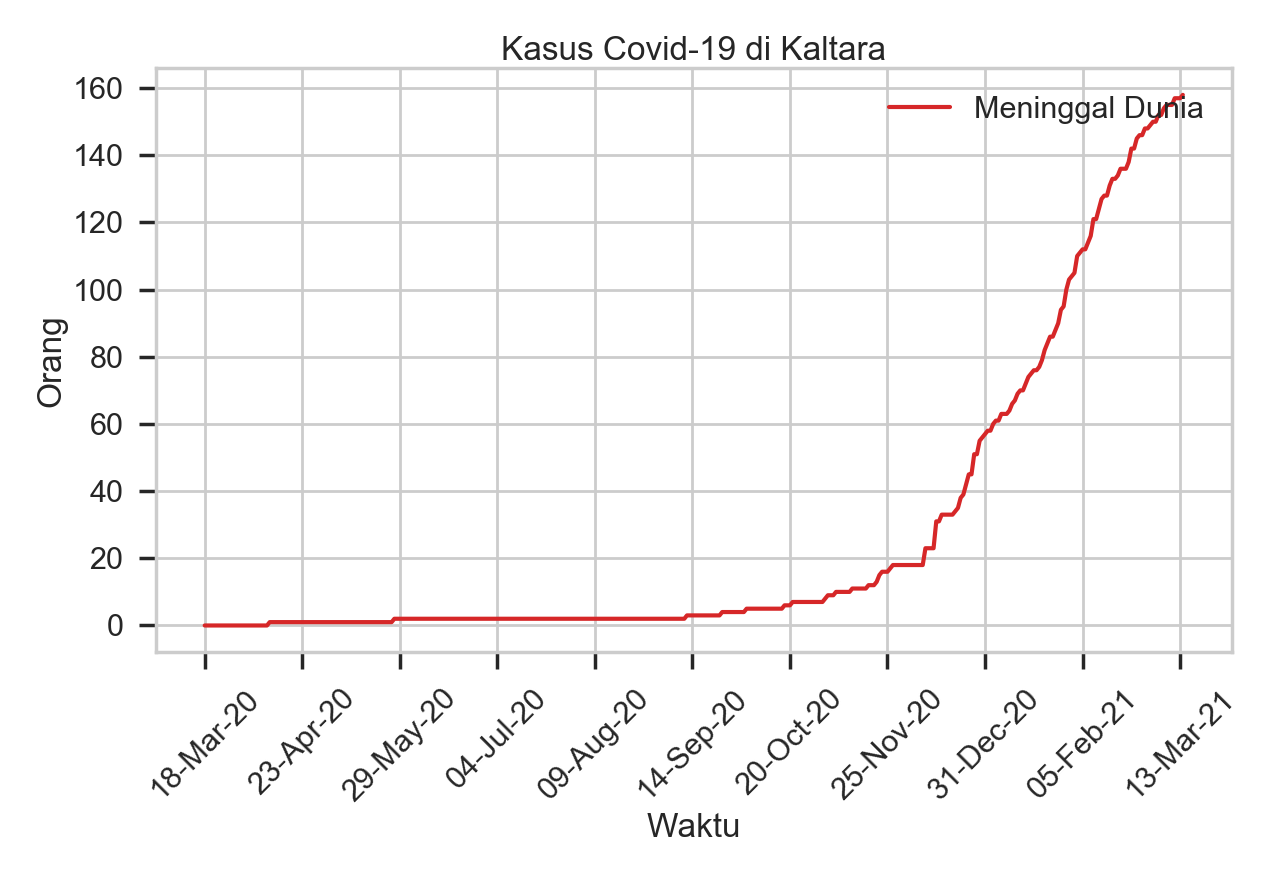 Kasus Covid-19 di Kaltara
Meninggal Dunia
160
140
120
100
80
60
40
20
0
Orang
18-Mar-20
23-Apr-20
29-May-20
04-Jul-20
09-Aug-20
14-Sep-20
20-Oct-20
25-Nov-20
31-Dec-20
05-Feb-21
13-Mar-21
Waktu